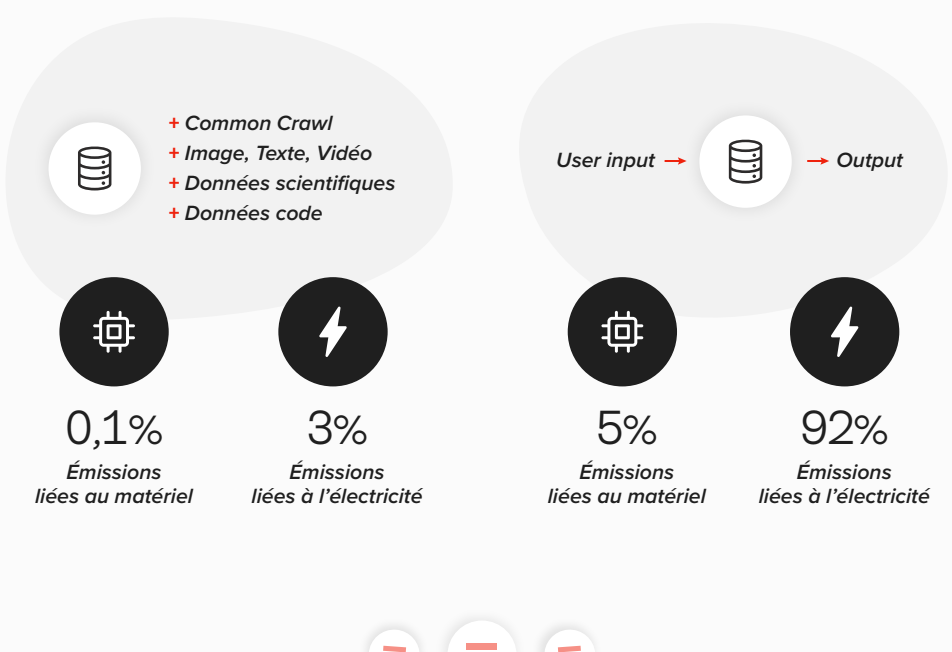 + Common Crawl
+ Image, Texte, Vidéo
+ Données scientifiques
+ Données code
0,1%
Émissions
liées au matériel
3%
Émissions
liées à l’électricité
User input → Output
5%
Émissions
liées au matériel
92%
Émissions
liées à l’électricité